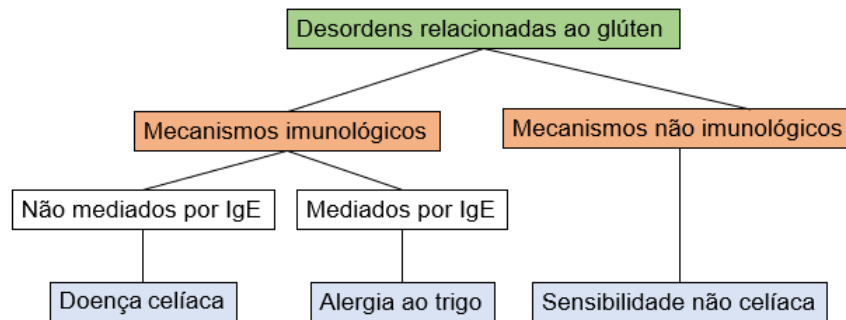 Desordens relacionadas ao glúten
Mecanismos imunológicos
Mecanismos não imunológicos
Não mediados por IgE
Mediados por IgE
Doença celíaca
Alergia ao trigo
Sensibilidade não celíaca